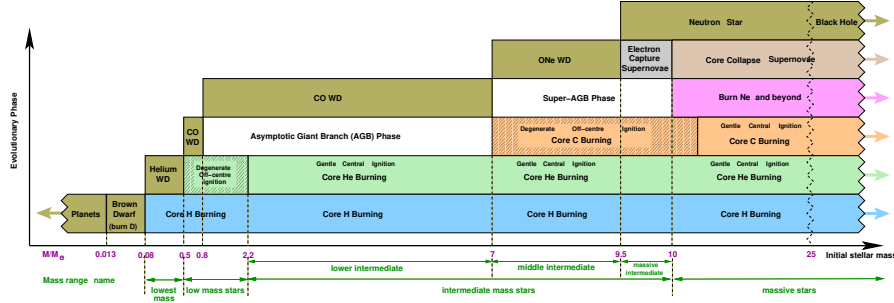 Neutron Star
Black Hole
ONe WD
Electron
Capture
Supernovae
Core Collapse Supernovae
CO WD
Super-AGB Phase
Burn Ne and beyond
CO
WD
Asymptotic Giant Branch (AGB) Phase
Degenerate Off-centre Ignition
Core C Burning
Gentle Central Ignition
Core C Burning
Helium
WD
Degenerate
Off-centre
Ignition
Gentle Central Ignition
Core He Burning
Gentle Central Ignition
Core He Burning
Gentle Central Ignition
Core He Burning
Planets
Brown
Dwarf
(burn D)
Core H Burning
Core H Burning
Core H Burning
Core H Burning
Evolutionary Phase
M/Me 0.013 0.08 0.5 0.8 2.2 7 9.5 10 25 Initial stellar mass
lower intermediate
middle intermediate
massive
intermediate
Mass range name
lowest
mass
low mass stars
intermediate mass stars
massive stars